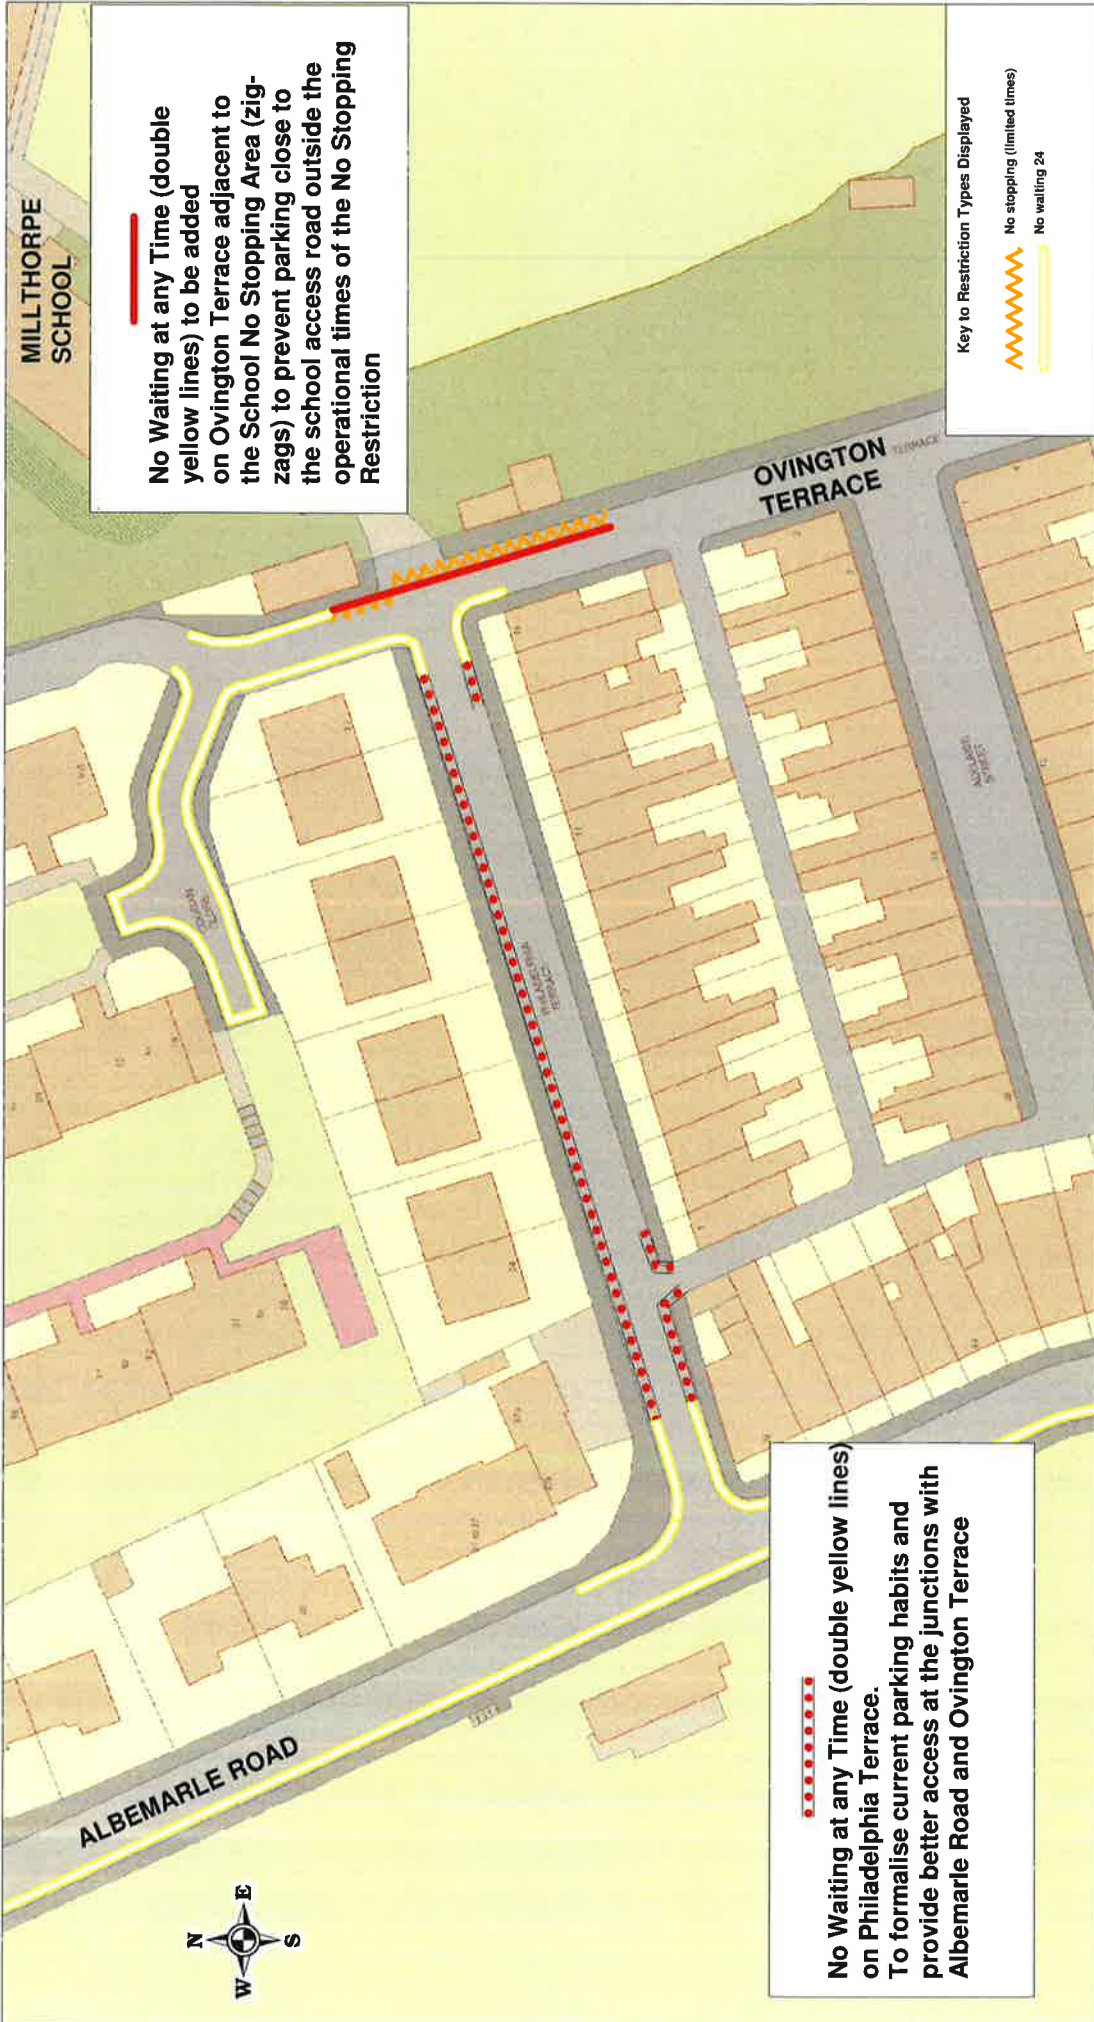 MILLTHORPE
SCHOOL
No Waiting at any Time (double
yellow lines) to be added
on Ovington Terrace adjacent to
the School No Stopping Area (zig-
zags) to prevent parking close to
the school access road outside the
operational times of the No Stopping
Restriction
OVINGTON
TERRACE
TERRACE
Key to Restriction Types Displayed
No stopping (limited times)
No waiting 24
PHILADELPHIA
TERRACE
ALBEMARLE ROAD
N
W
E
S
No Waiting at any Time (double yellow lines)
on Philadelphia Terrace.
To formalise current parking habits and
provide better access at the junctions with
Albemarle Road and Ovington Terrace